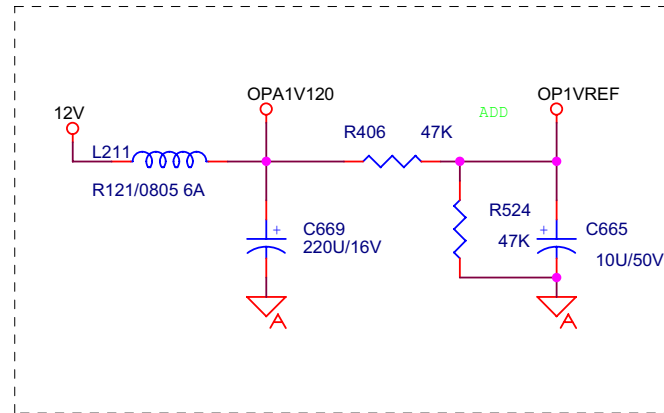 OPA1V120
OP1VREF
12V
ADD
R406 47K
L211
R121/0805 6A
R524
C669
C665
220U/16V
47K
10U/50V
+
+
A
A